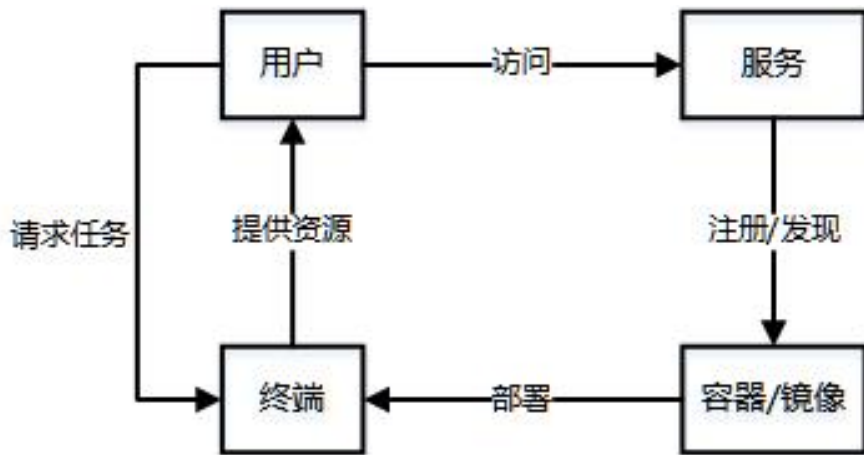 用户
访问
服务
请求任务
提供资源
注册/发现
终端
部署
容器/镜像